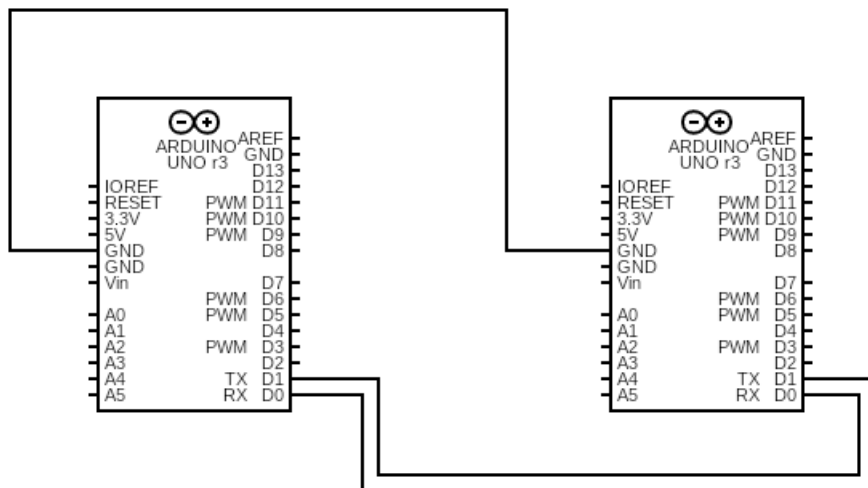 ARDUINO
UNO r3
AREF
GND
D13
IOREF D12
RESET PWM D11
3.3V PWM D10
5V PWM D9
GND D8
GND
Vin D7
PWM D6
A0 PWM D5
A1 D4
A2 PWM D3
A3 D2
A4 TX D1
A5 RX D0
ARDUINO
UNO r3
AREF
GND
D13
IOREF D12
RESET PWM D11
3.3V PWM D10
5V PWM D9
GND D8
GND
Vin D7
PWM D6
A0 PWM D5
A1 D4
A2 PWM D3
A3 D2
A4 TX D1
A5 RX D0